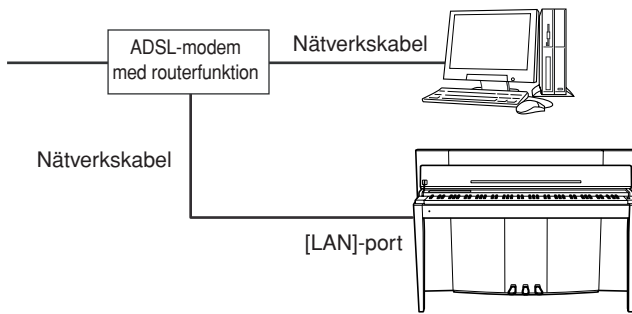 ADSL-modem
med routerfunktion
Nätverkskabel
Nätverkskabel
[LAN]-port